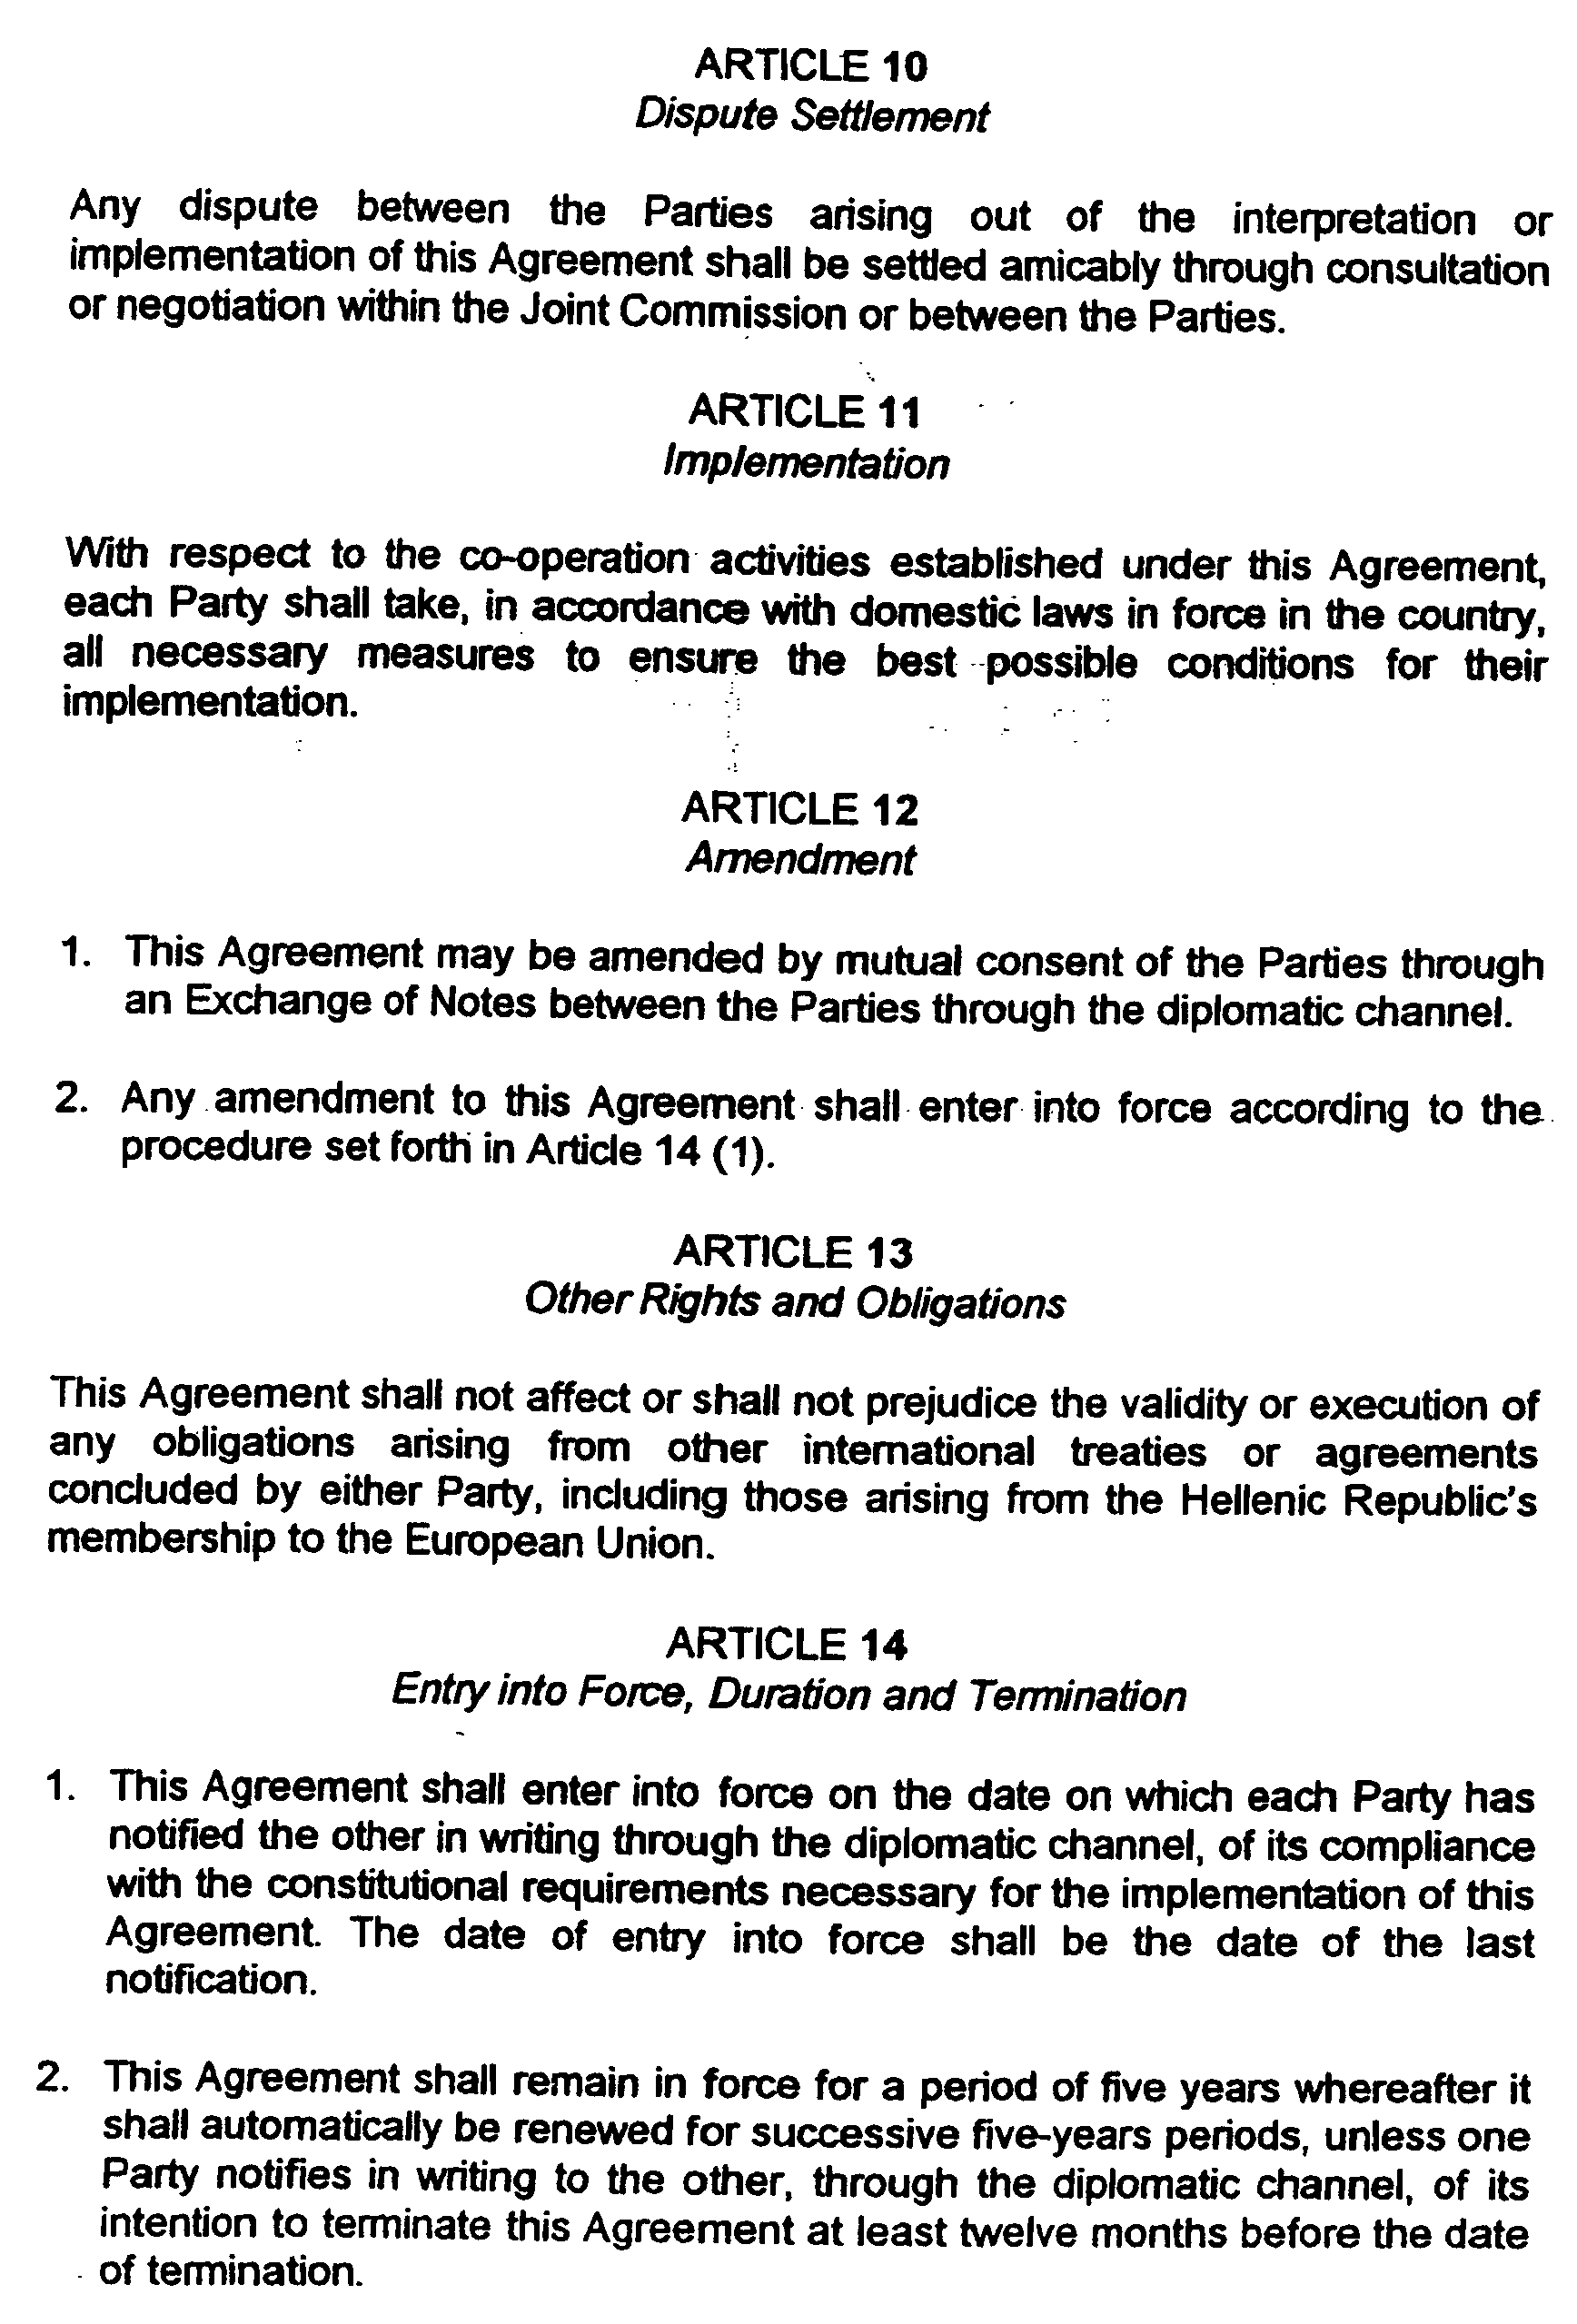 ARTICLE 10
Dispute Settlement
Any dispute between the Parties arising out of the interpretation or
implementation of this Agreement shall be settled amicably through consultation
or negotiation within the Joint Commission or between the Parties.
ARTICLE 11
Implementation
With respect to the co-operation activities established under this Agreement,
each Party shall take, in accordance with domestic laws in force in the country,
all necessary measures to ensure the best possible conditions for their
implementation.
ARTICLE 12
Amendment
1. This Agreement may be amended by mutual consent of the Parties through
an Exchange of Notes between the Parties through the diplomatic channel.
2. Any amendment to this Agreement shall enter into force according to the
procedure set forth in Article 14 (1).
ARTICLE 13
Other Rights and Obligations
This Agreement shall not affect or shall not prejudice the validity or execution of
any obligations arising from other international treaties or agreements
concluded by either Party, including those arising from the Hellenic Republic's
membership to the European Union.
ARTICLE 14
Entry into Force, Duration and Termination
1. This Agreement shall enter into force on the date on which each Party has
notified the other in writing through the diplomatic channel, of its compliance
with the constitutional requirements necessary for the implementation of this
Agreement. The date of entry into force shall be the date of the last
notification.
2. This Agreement shall remain in force for a period of five years whereafter it
shall automatically be renewed for successive five-years periods, unless one
Party notifies in writing to the other, through the diplomatic channel, of its
intention to terminate this Agreement at least twelve months before the date
of termination.